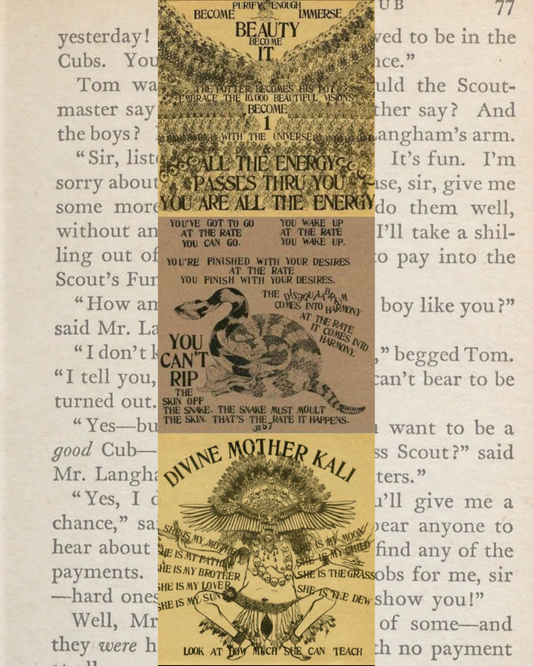 UB 77
yesterday! ved to be in the
Cubs. You nce.”
Tom wa uld the Scout-
master say ther say? And
the boys? angham's arm.
“Sir, liste It's fun. I'm
sorry about se, sir, give me
some more do them well,
without an I'll take a shil-
ling out of to pay into the
Scout's Fun
“How am boy like you?”
said Mr. La
“I don't k ,” begged Tom.
“I tell you, can't bear to be
turned out.
“Yes—bu want to be a
good Cub— ss Scout?” said
Mr. Langha ters.”
“Yes, I d u'll give me a
chance,” sa bear anyone to
hear about find any of the
payments. obs for me, sir
—hard ones show you!”
Well, Mr of some—and
they were h th no payment
PURIFY ENOUGH
BECOME IMMERSE
BEAUTY
BECOME
IT
THE POTTER BECOMES HIS POT
EMBRACE THE 10,000 BEAUTIFUL VISIONS
BECOME
1
WITH THE UNIVERSE
&
ALL THE ENERGY
PASSES THRU YOU
YOU ARE ALL THE ENERGY
YOU'VE GOT TO GO
AT THE RATE
YOU CAN GO.
YOU WAKE UP
AT THE RATE
YOU WAKE UP.
YOU'RE FINISHED WITH YOUR DESIRES
AT THE RATE
YOU FINISH WITH YOUR DESIRES.
THE DISEQUILIBRIUM
COMES INTO HARMONY
AT THE RATE
IT COMES INTO
HARMONY.
YOU
CAN'T
RIP
THE
SKIN OFF
THE SNAKE. THE SNAKE MUST MOULT
THE SKIN. THAT'S THE RATE IT HAPPENS.
DIVINE MOTHER KALI
SHE IS MY MOTHER
SHE IS MY FATHER
SHE IS MY BROTHER
SHE IS MY LOVER
SHE IS MY SUN
SHE IS MY MOON
SHE IS MY CHILD
SHE IS THE GRASS
SHE IS THE DEW
LOOK AT HOW MUCH SHE CAN TEACH